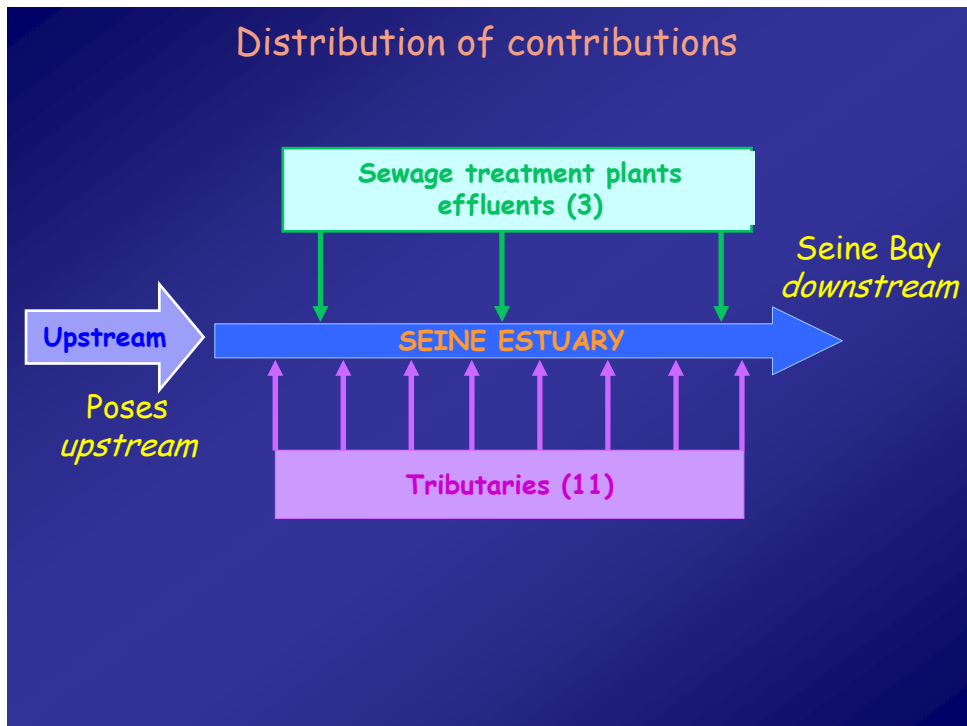 Distribution of contributions
Sewage treatment plants
effluents (3)
Seine Bay
downstream
Upstream
SEINE ESTUARY
Poses
upstream
Tributaries (11)